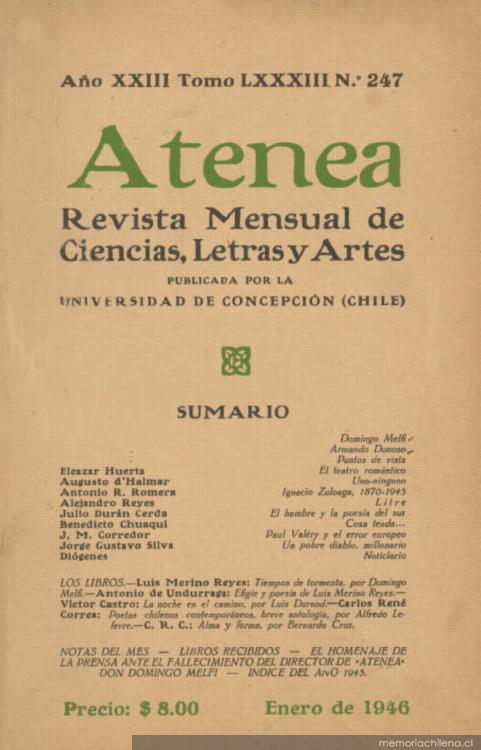 Año XXIII Tomo LXXXIII N.º 247
Atenea
Revista Mensual de
Ciencias, Letras y Artes
PUBLICADA POR LA
UNIVERSIDAD DE CONCEPCIÓN (CHILE)
SUMARIO
Domingo Melfi
Armando Donoso
Puntos de vista
Eleazar Huerta El teatro romántico
Augusto d'Halmar Uno-ninguno
Antonio R. Romera Ignacio Zuloaga, 1870-1945
Alejandro Reyes Litre
Julio Durán Cerda El hombre y la poesía del sur
Benedicto Chuaqui Cosa fenda...
J. M. Corredor Paul Valéry y el error europeo
Jorge Gustavo Silva Un pobre diablo, millonario
Diógenes Noticiario
LOS LIBROS.—Luis Merino Reyes: Tiempos de tormenta, por Domingo
Melfi.—Antonio de Undurraga: Efigie y poesía de Luis Merino Reyes.—
Victor Castro: La noche en el camino, por Luis Durand.—Carlos René
Correa: Poetas chilenos contemporáneos, breve antología, por Alfredo Le-
fevre.—C. R. C.: Alma y forma, por Bernardo Cruz.
NOTAS DEL MES — LIBROS RECIBIDOS — EL HOMENAJE DE
LA PRENSA ANTE EL FALLECIMIENTO DEL DIRECTOR DE «ATENEA»
DON DOMINGO MELFI — INDICE DEL AÑO 1945.
Precio: $ 8.00 Enero de 1946
memoriachilena.cl